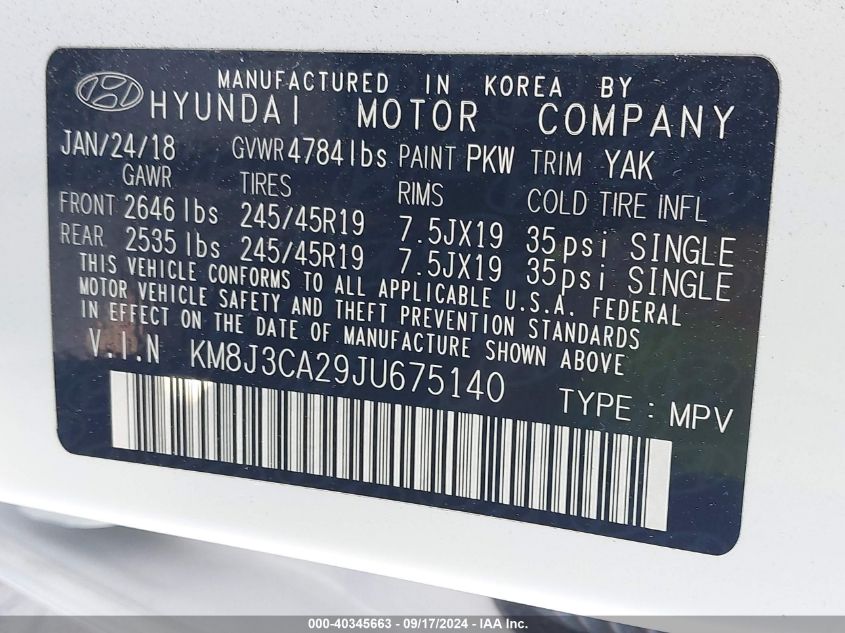 MANUFACTURED IN KOREA BY
HYUNDAI MOTOR COMPANY
JAN/24/18 GVWR 4784 lbs PAINT PKW TRIM YAK
GAWR TIRES RIMS COLD TIRE INFL
FRONT 2646 lbs 245/45R19 7.5JX19 35psi SINGLE
REAR 2535 lbs 245/45R19 7.5JX19 35psi SINGLE
THIS VEHICLE CONFORMS TO ALL APPLICABLE U.S.A. FEDERAL
MOTOR VEHICLE SAFETY AND THEFT PREVENTION STANDARDS
IN EFFECT ON THE DATE OF MANUFACTURE SHOWN ABOVE
V.I.N KM8J3CA29JU675140
TYPE : MPV
000-40345663 - 09/17/2024 - IAA Inc.